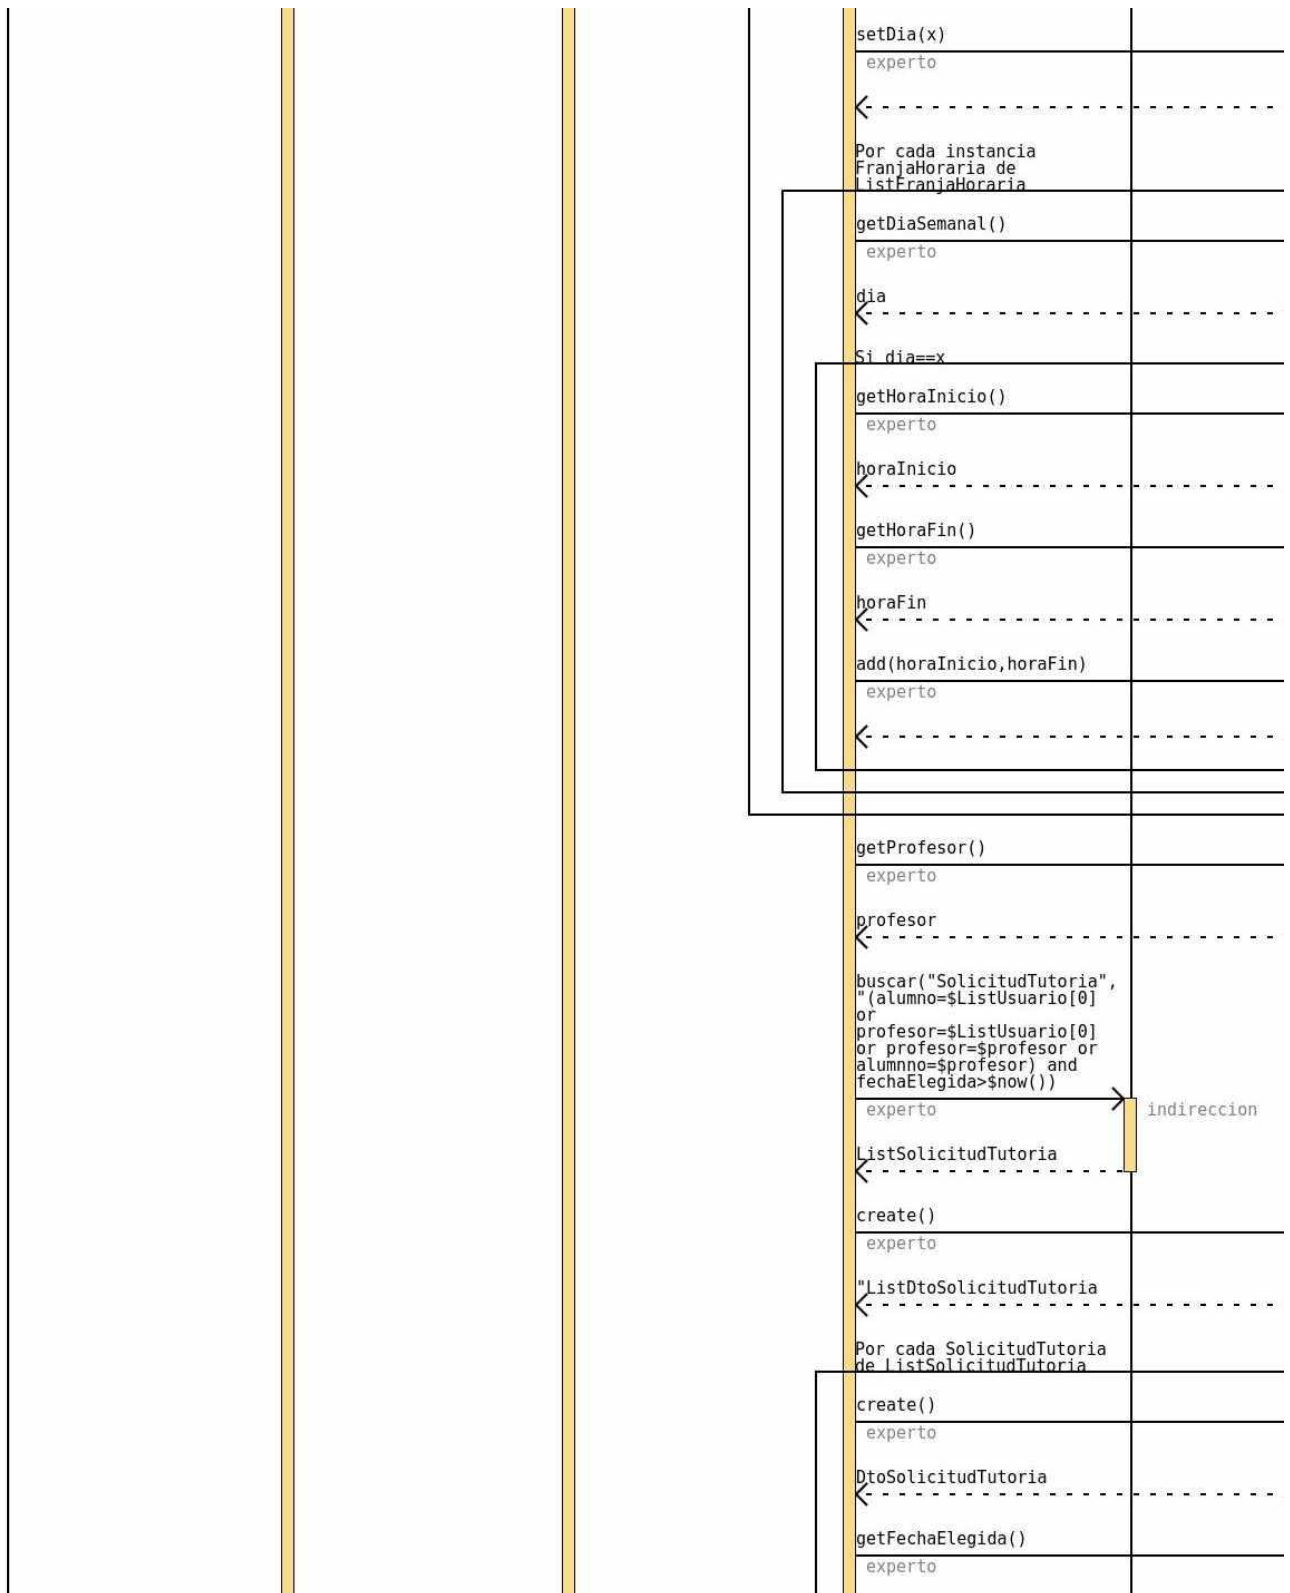 setDia(x)
experto
Por cada instancia
FranjaHoraria de
ListFranjaHoraria
getDiaSemanal()
experto
dia
Si dia==x
getHoraInicio()
experto
horaInicio
getHoraFin()
experto
horaFin
add(horaInicio,horaFin)
experto
getProfesor()
experto
profesor
buscar("SolicitudTutoria",
"(alumno=$ListUsuario[0]
or
profesor=$ListUsuario[0]
or profesor=$profesor or
alumnno=$profesor) and
fechaElegida>$now())
experto
indireccion
ListSolicitudTutoria
create()
experto
"ListDtoSolicitudTutoria
Por cada SolicitudTutoria
de ListSolicitudTutoria
create()
experto
DtoSolicitudTutoria
getFechaElegida()
experto